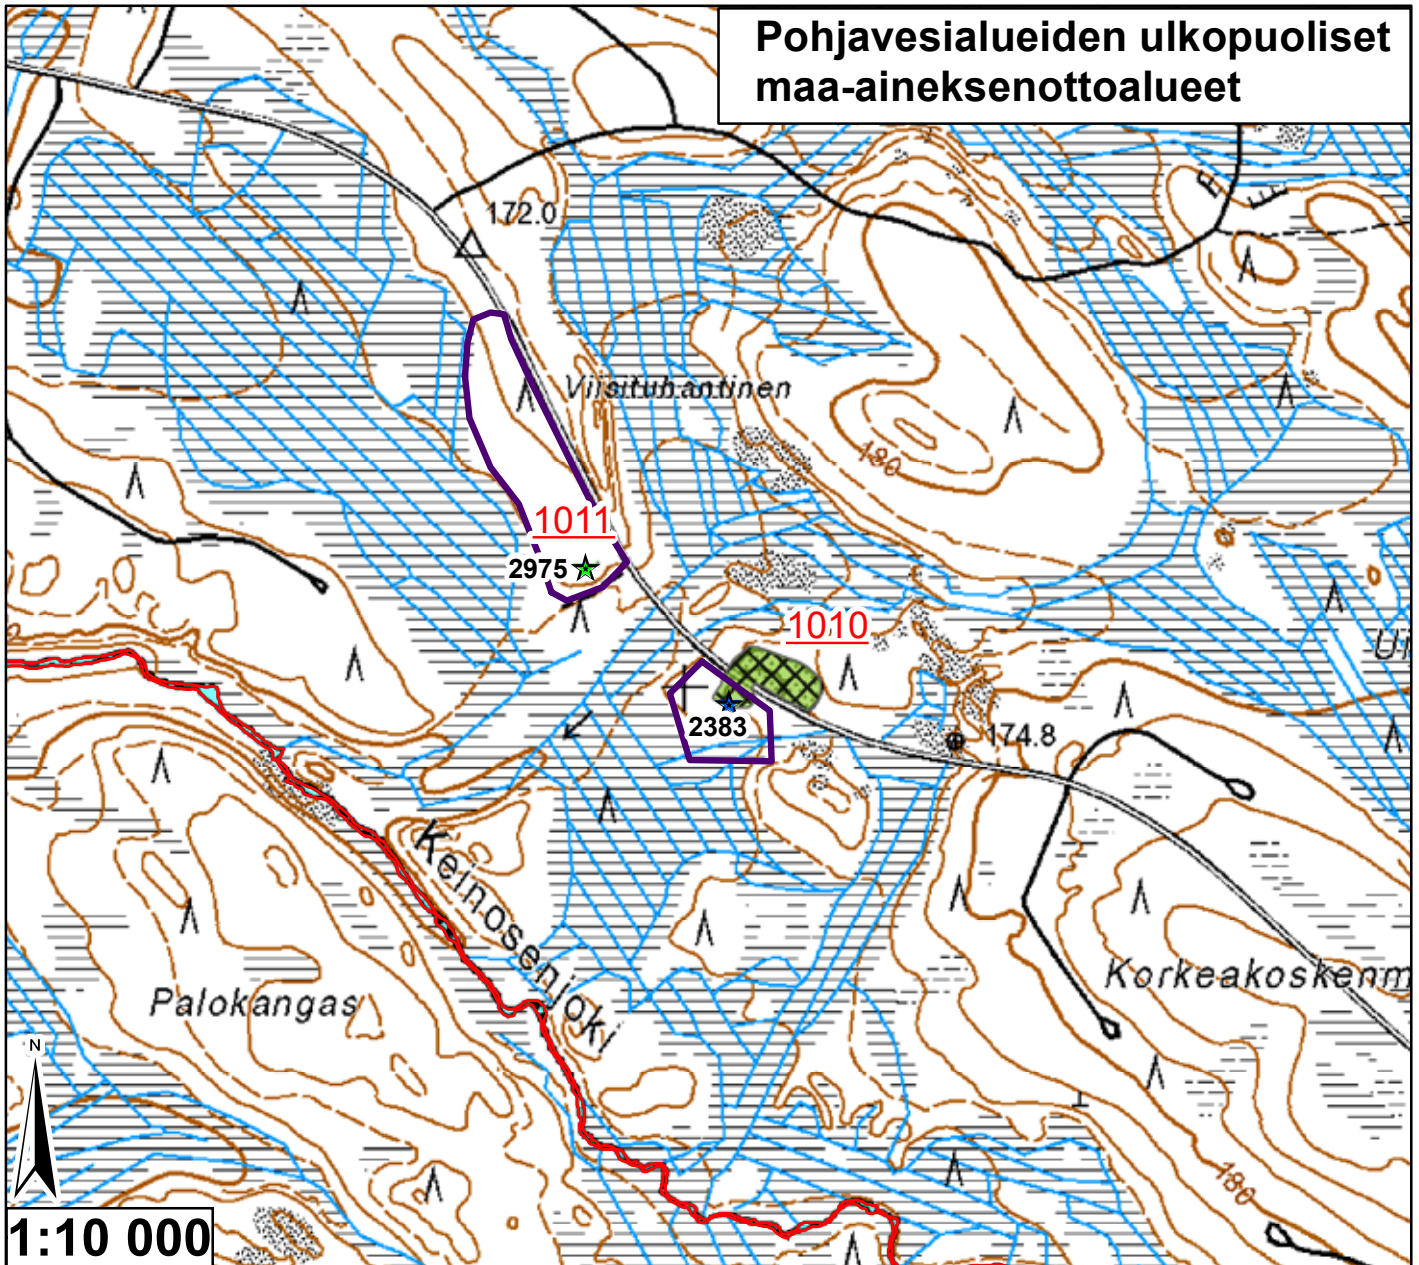 Pohjavesialueiden ulkopuoliset
maa-aineksenottoalueet
172.0
Viisituhantinen
180
1011
2975
1010
2383
174.8
Keinosenjoki
Palokangas
Korkeakoskenm
180
N
1:10 000